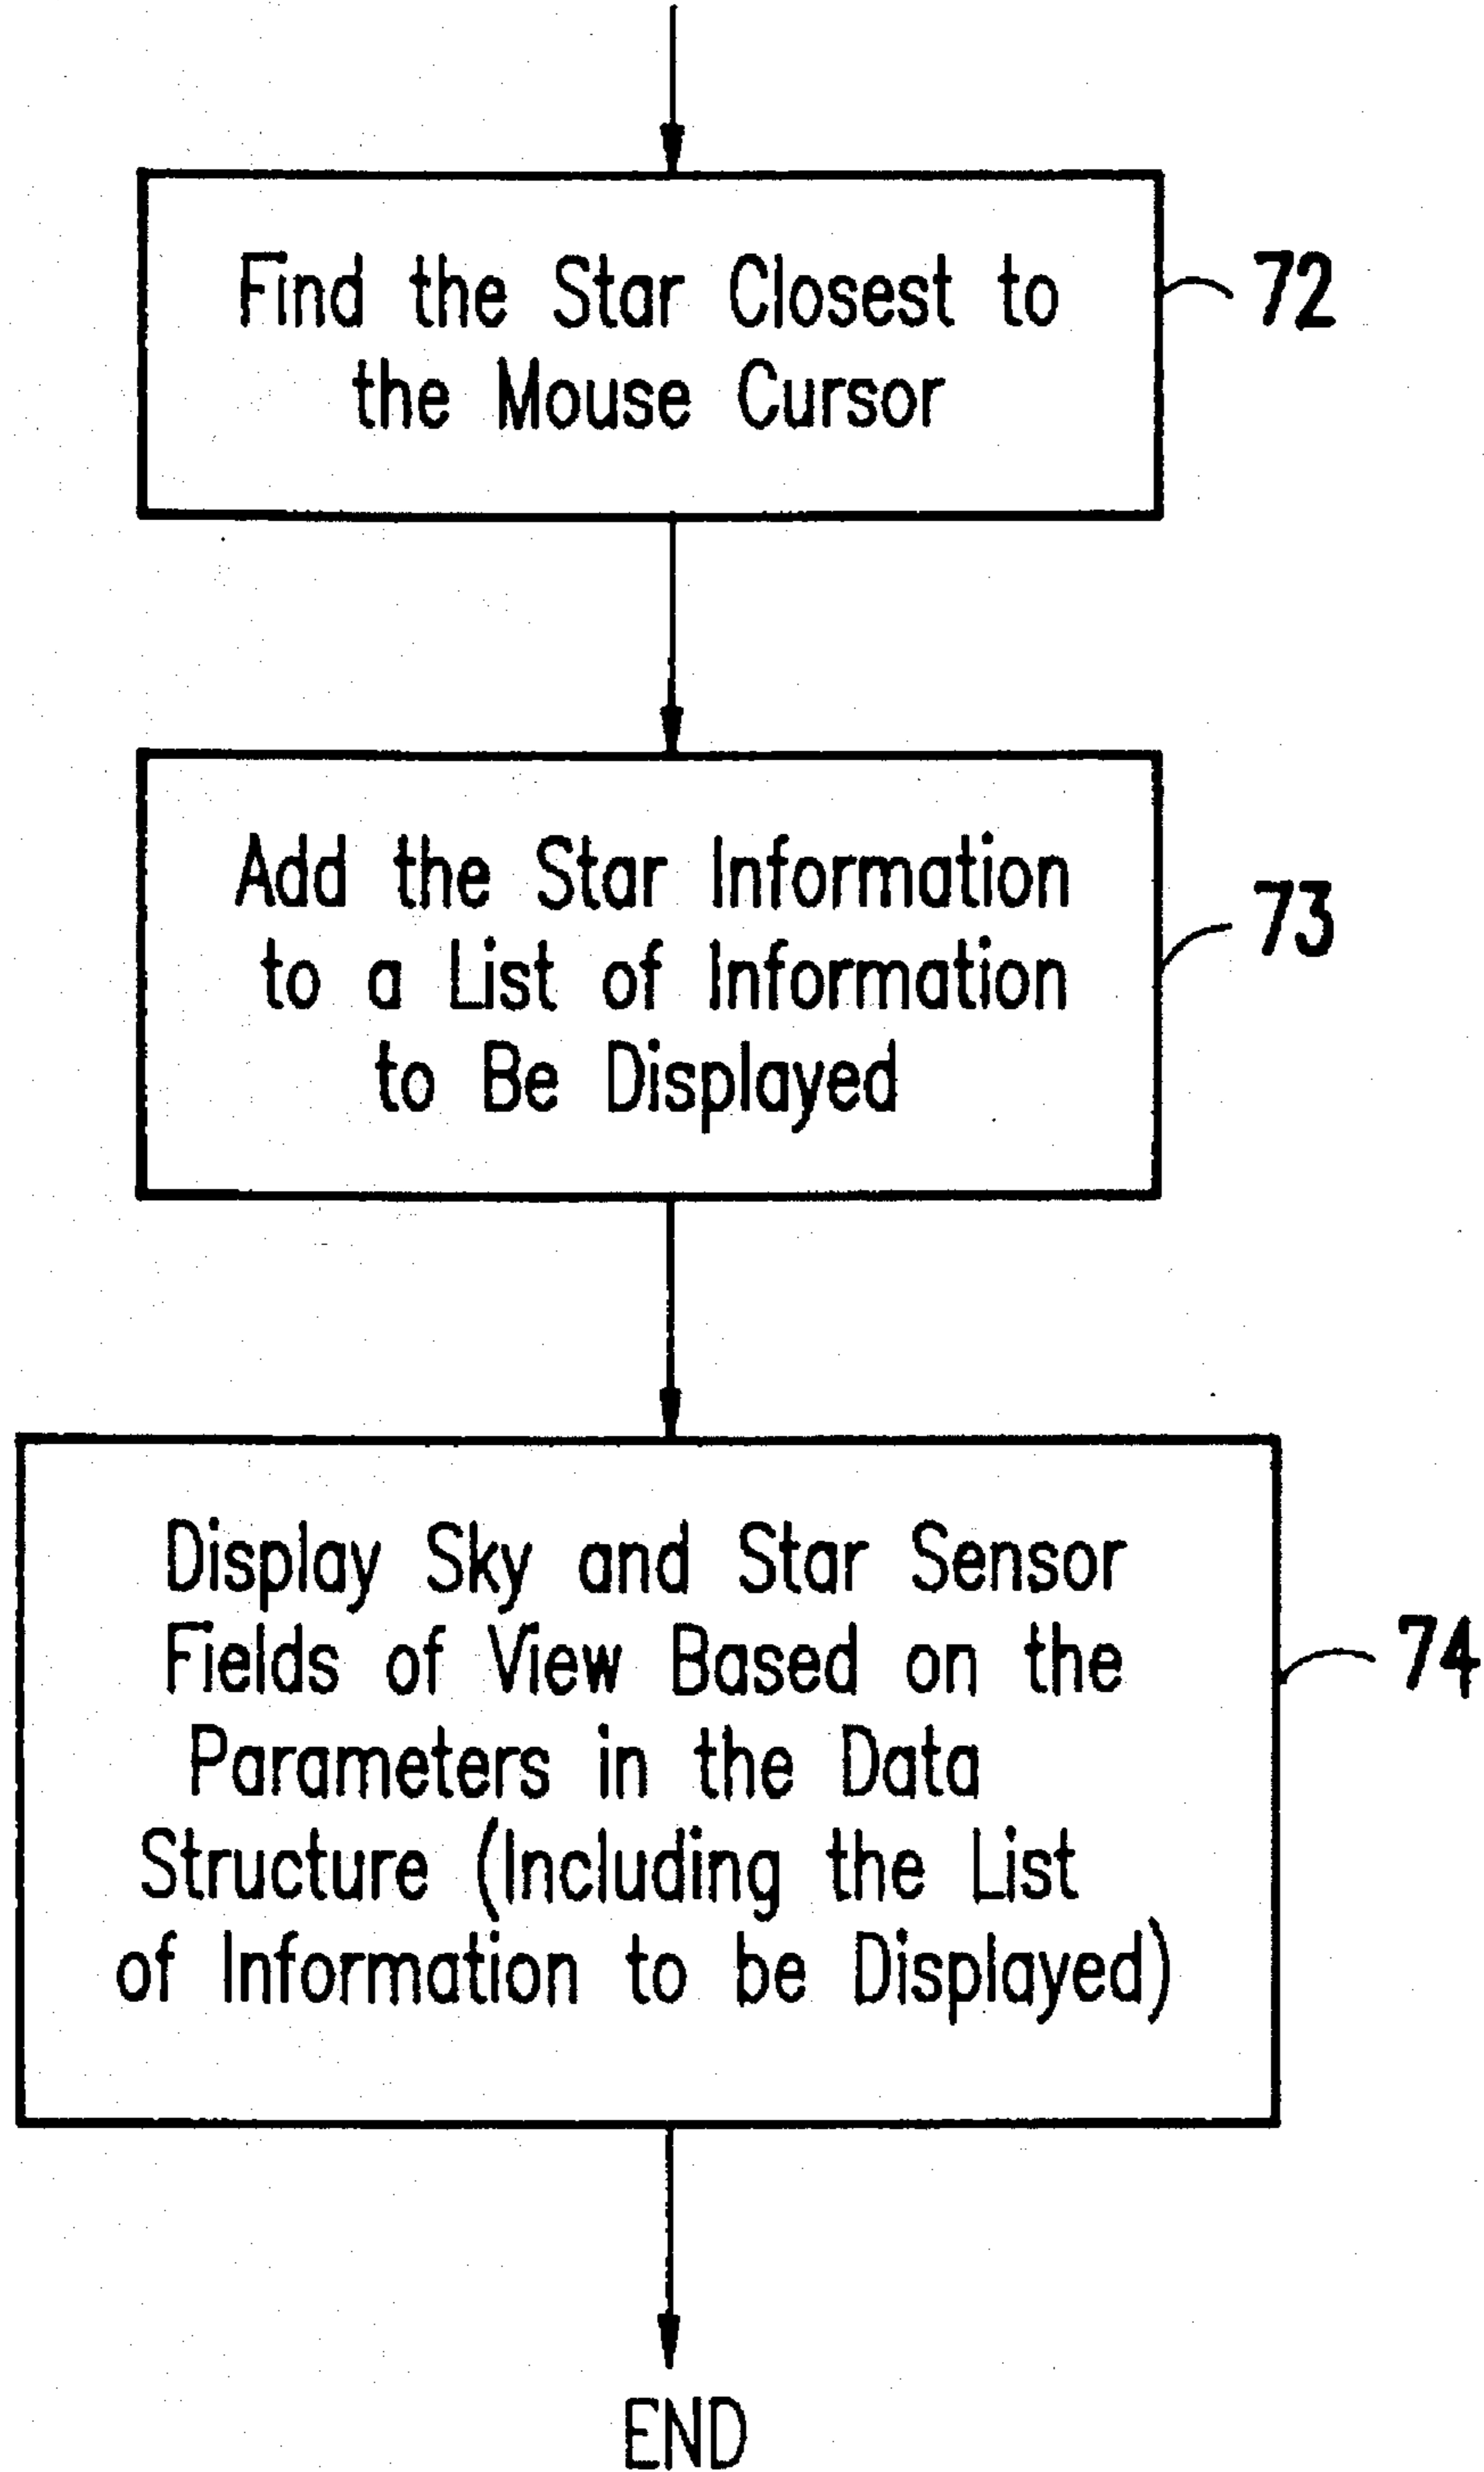 Find the Star Closest to
the Mouse Cursor
72
Add the Star Information
to a List of Information
to Be Displayed
73
Display Sky and Star Sensor
Fields of View Based on the
Parameters in the Data
Structure (Including the List
of Information to be Displayed)
74
END